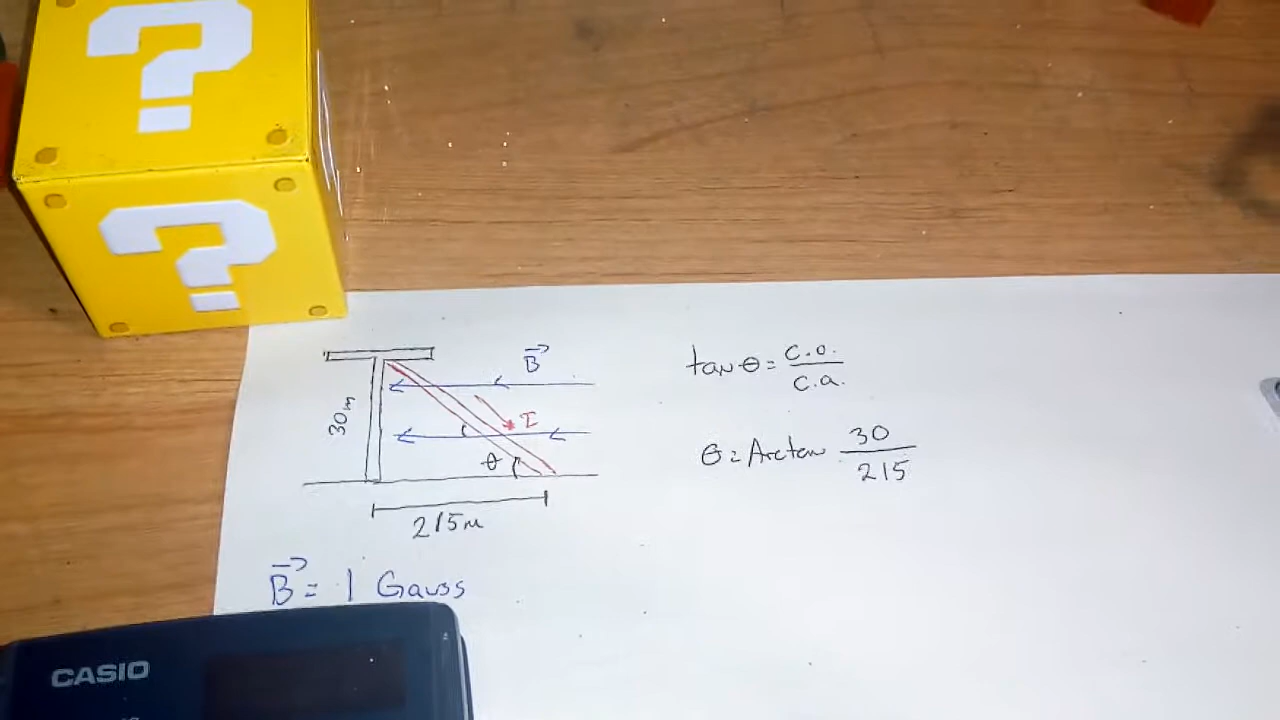 ?
?
B
30m
I
θ
215m
B = 1 Gauss
tan θ = c.o. / c.a.
θ = Arctan 30 / 215
CASIO